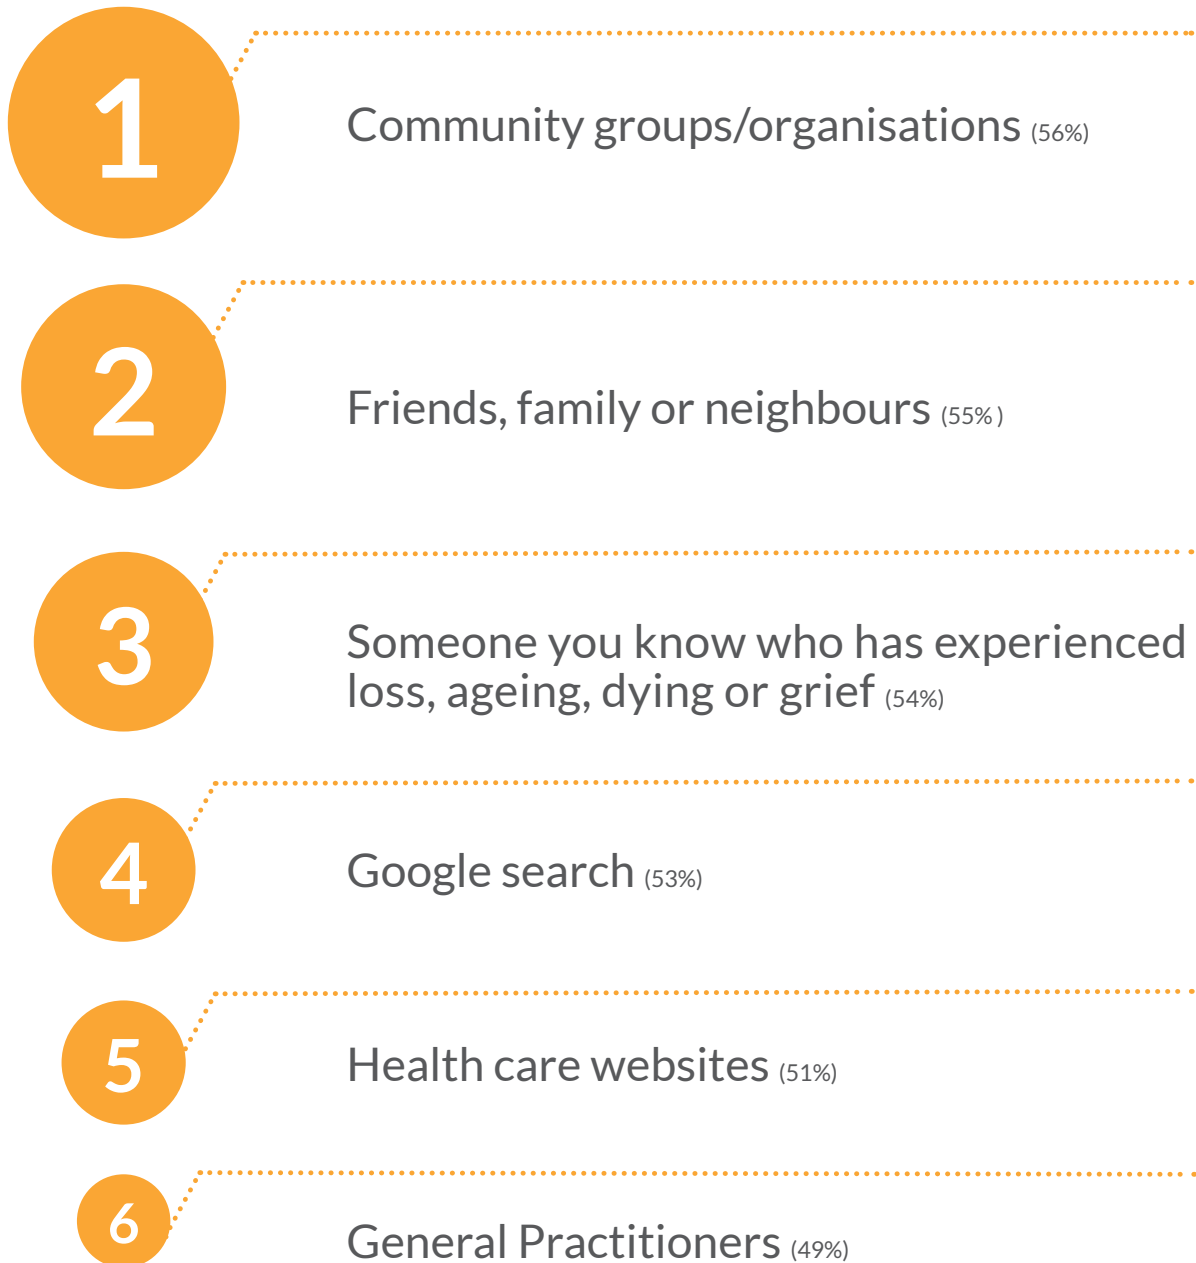 1
Community groups/organisations (56%)
2
Friends, family or neighbours (55% )
3
Someone you know who has experienced
loss, ageing, dying or grief (54%)
4
Google search (53%)
5
Health care websites (51%)
6
General Practitioners (49%)